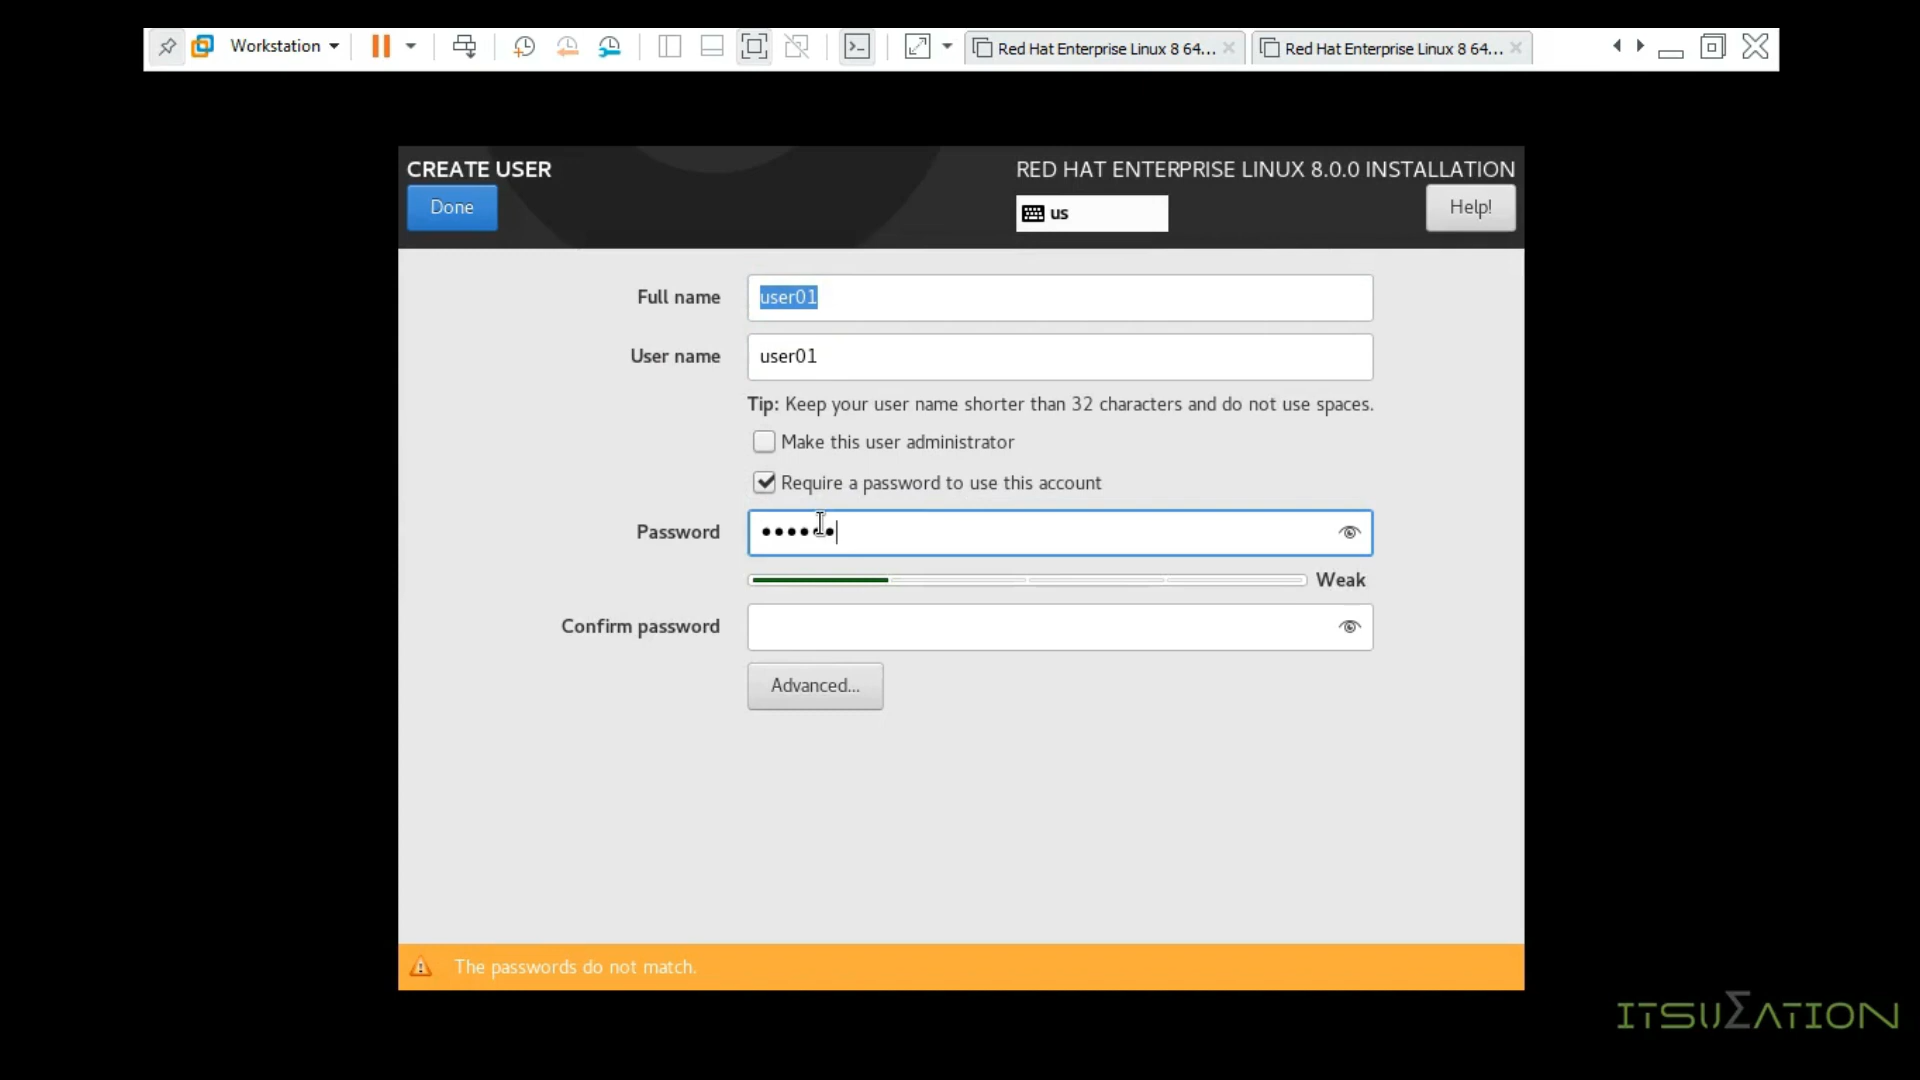 Workstation
Red Hat Enterprise Linux 8 64...
Red Hat Enterprise Linux 8 64...
CREATE USER
RED HAT ENTERPRISE LINUX 8.0.0 INSTALLATION
Done
us
Help!
Full name
user01
User name
user01
Tip: Keep your user name shorter than 32 characters and do not use spaces.
Make this user administrator
Require a password to use this account
Password
••••••
Weak
Confirm password
Advanced...
The passwords do not match.
ITSUΣATION